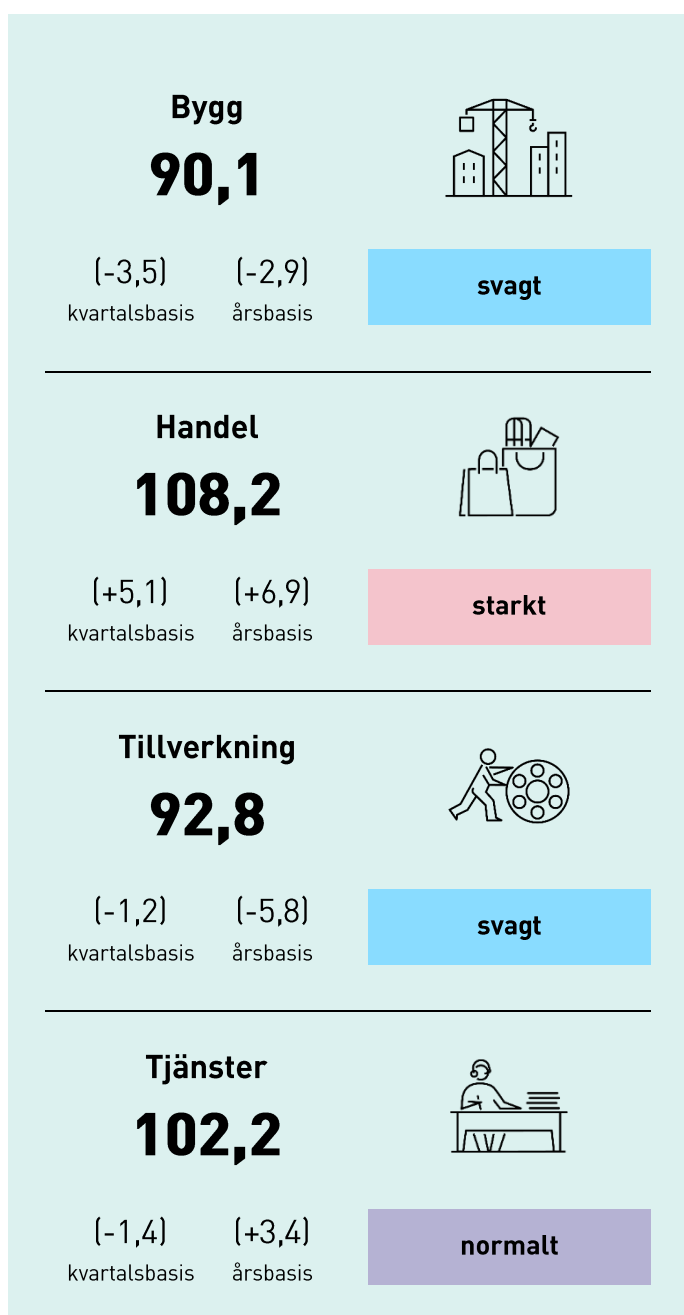 Bygg
90,1
(-3,5) (-2,9)
kvartalsbasis årsbasis
svagt
Handel
108,2
(+5,1) (+6,9)
kvartalsbasis årsbasis
starkt
Tillverkning
92,8
(-1,2) (-5,8)
kvartalsbasis årsbasis
svagt
Tjänster
102,2
(-1,4) (+3,4)
kvartalsbasis årsbasis
normalt